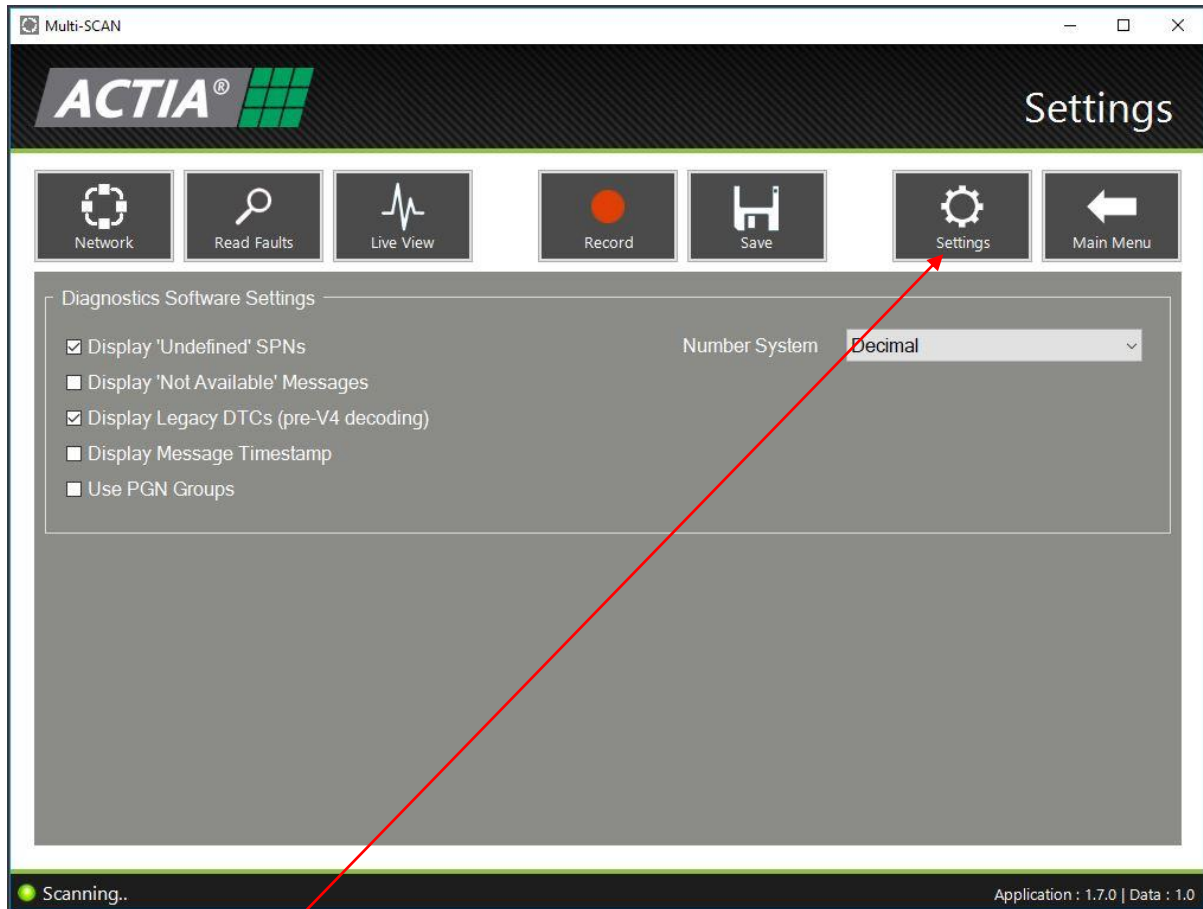 Multi-SCAN
ACTIA®
Settings
Network
Read Faults
Live View
Record
Save
Settings
Main Menu
Diagnostics Software Settings
Display 'Undefined' SPNs
Number System
Decimal
Display 'Not Available' Messages
Display Legacy DTCs (pre-V4 decoding)
Display Message Timestamp
Use PGN Groups
Scanning..
Application : 1.7.0 | Data : 1.0